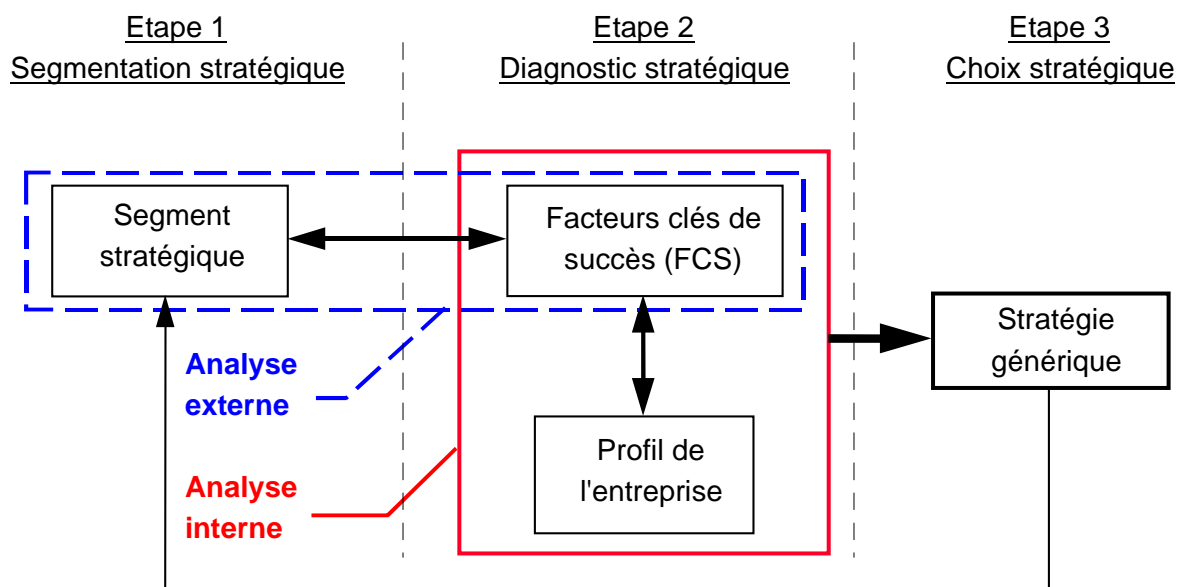 Etape 1
Segmentation stratégique
Etape 2
Diagnostic stratégique
Etape 3
Choix stratégique
Segment
stratégique
Facteurs clés de
succès (FCS)
Stratégie
générique
Analyse
externe
Profil de
l'entreprise
Analyse
interne